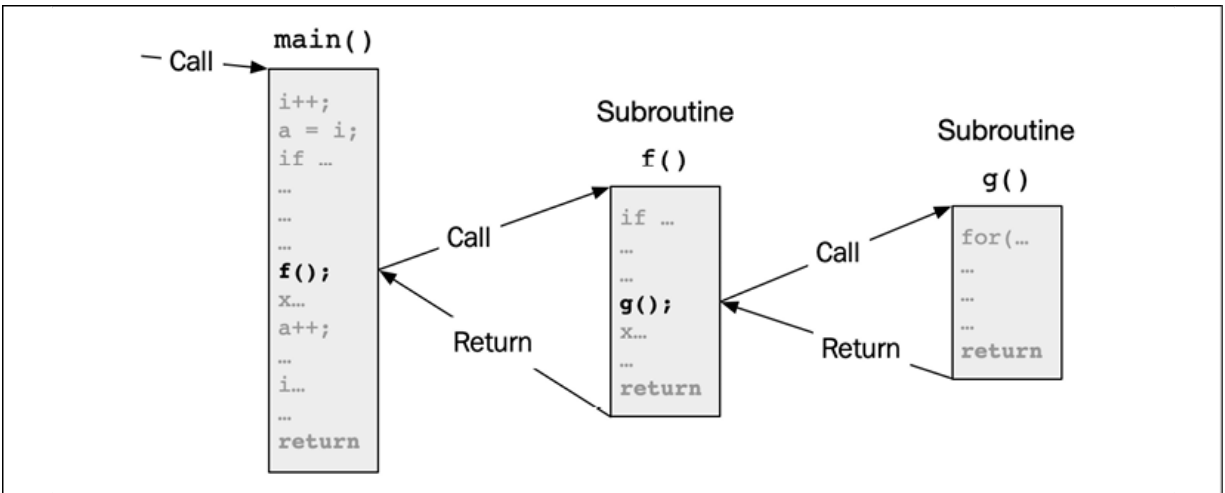 main()
Call
i++;
a = i;
if …
…
…
…
f();
x…
a++;
…
i…
…
return
Call
Return
Subroutine
f()
if …
…
…
g();
x…
…
return
Call
Return
Subroutine
g()
for(…
…
…
…
return